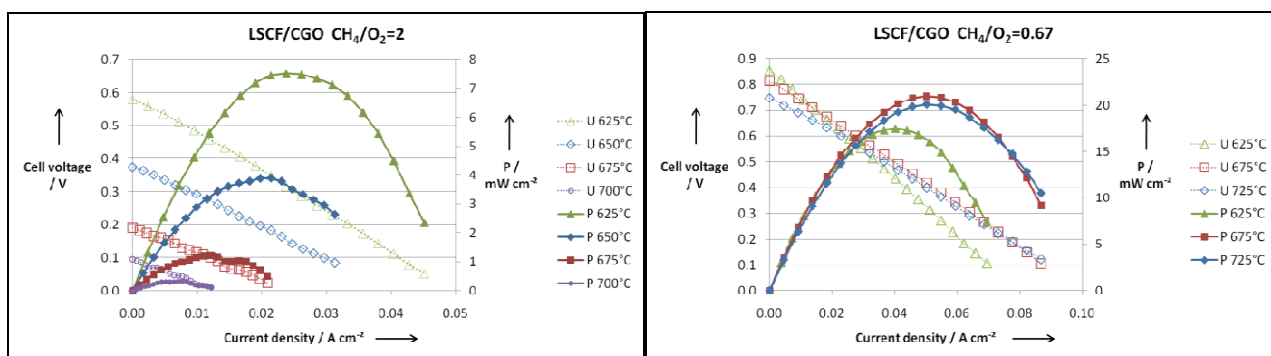 LSCF/CGO CH₄/O₂=2
0.7
0.6
0.5
0.4
0.3
0.2
0.1
0.0
Cell voltage
/ V
8
7
6
5
4
3
2
1
0
P /
mW cm⁻²
0.00
0.01
0.02
0.03
0.04
0.05
Current density / A cm⁻²
U 625°C
U 650°C
U 675°C
U 700°C
P 625°C
P 650°C
P 675°C
P 700°C
LSCF/CGO CH₄/O₂=0.67
0.9
0.8
0.7
0.6
0.5
0.4
0.3
0.2
0.1
0.0
Cell voltage
/ V
25
20
15
10
5
0
P /
mW cm⁻²
0.00
0.02
0.04
0.06
0.08
0.10
Current density / A cm⁻²
U 625°C
U 675°C
U 725°C
P 625°C
P 675°C
P 725°C